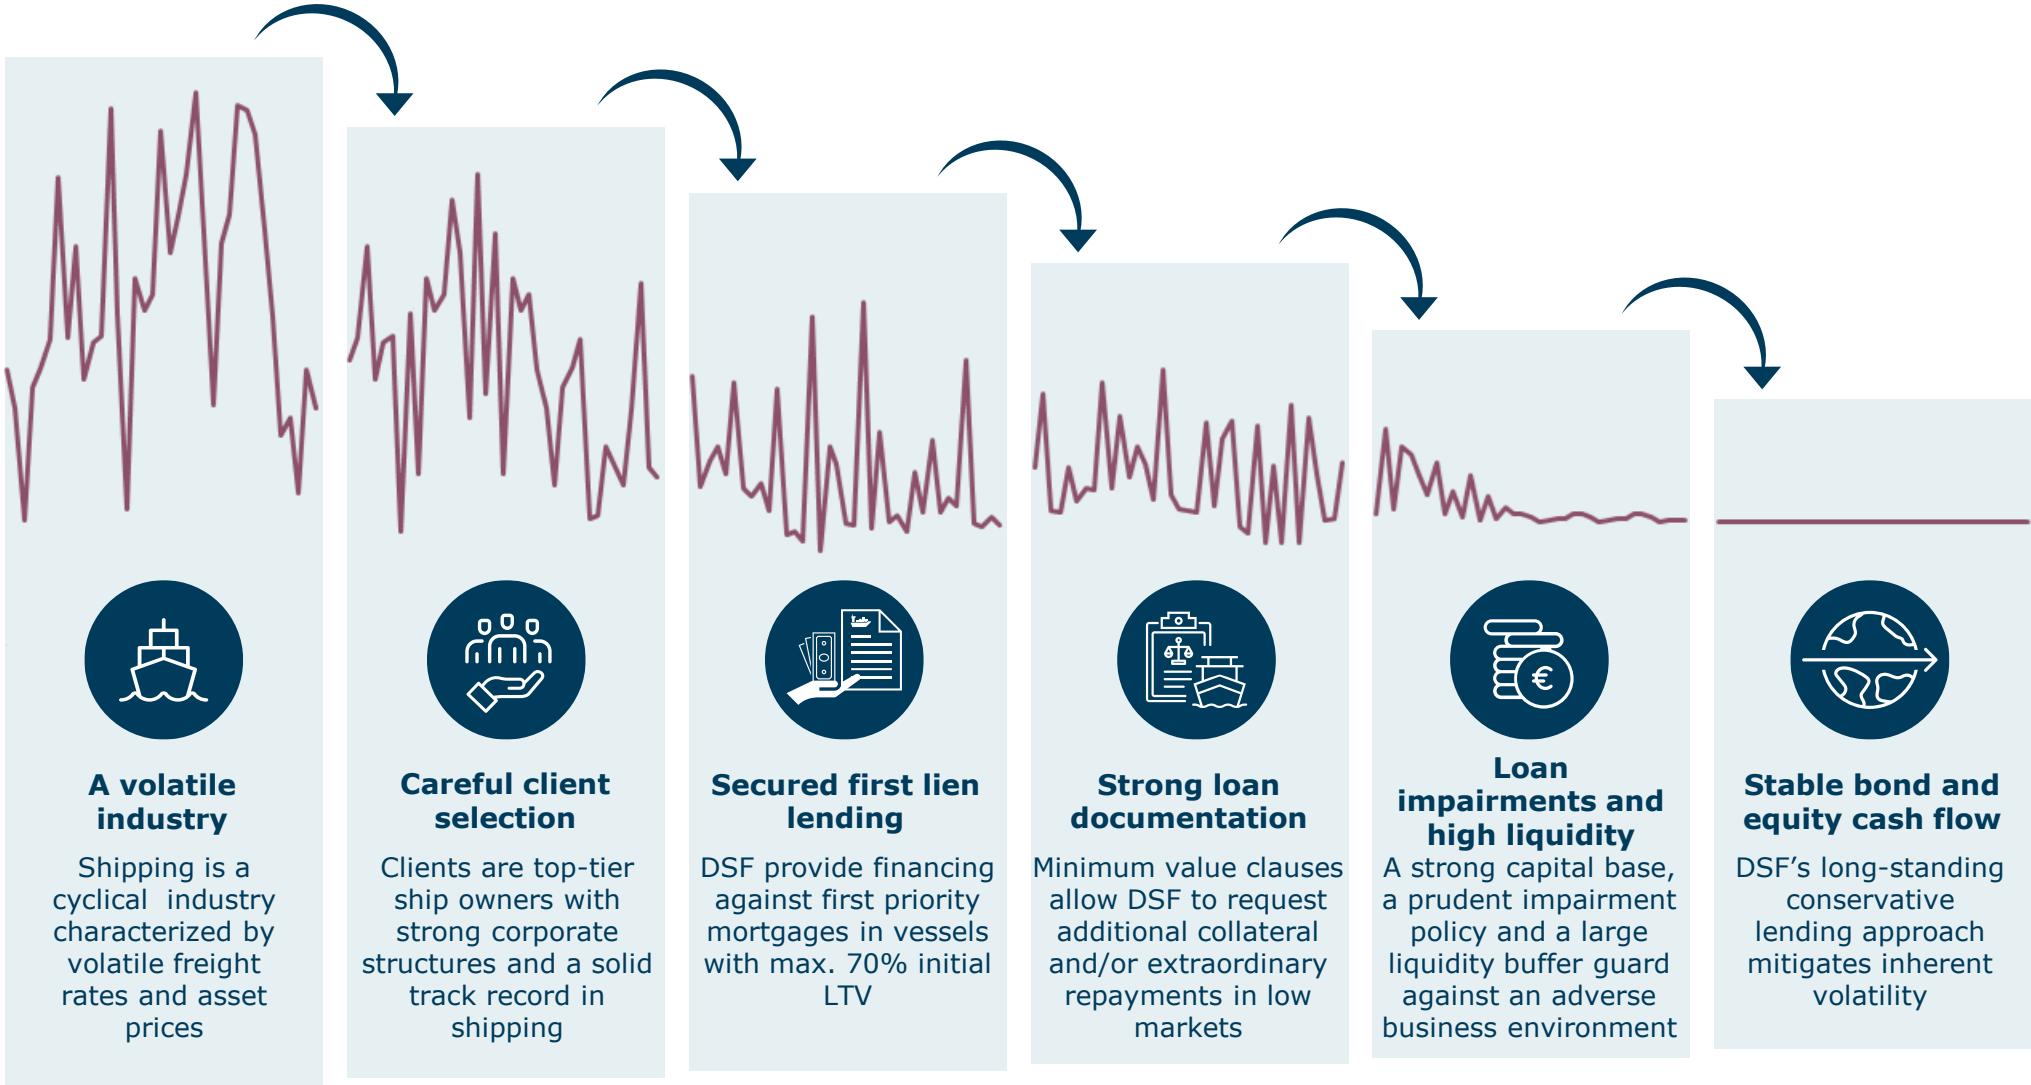 A volatile
industry
Shipping is a
cyclical  industry
characterized by
volatile freight
rates and asset
prices
Careful client
selection
Clients are top-tier
ship owners with
strong corporate
structures and a solid
track record in
shipping
Secured first lien
lending
DSF provide financing
against first priority
mortgages in vessels
with max. 70% initial
LTV
Strong loan
documentation
Minimum value clauses
allow DSF to request
additional collateral
and/or extraordinary
repayments in low
markets
Loan
impairments and
high liquidity
A strong capital base,
a prudent impairment
policy and a large
liquidity buffer guard
against an adverse
business environment
€
Stable bond and
equity cash flow
DSF’s long-standing
conservative
lending approach
mitigates inherent
volatility